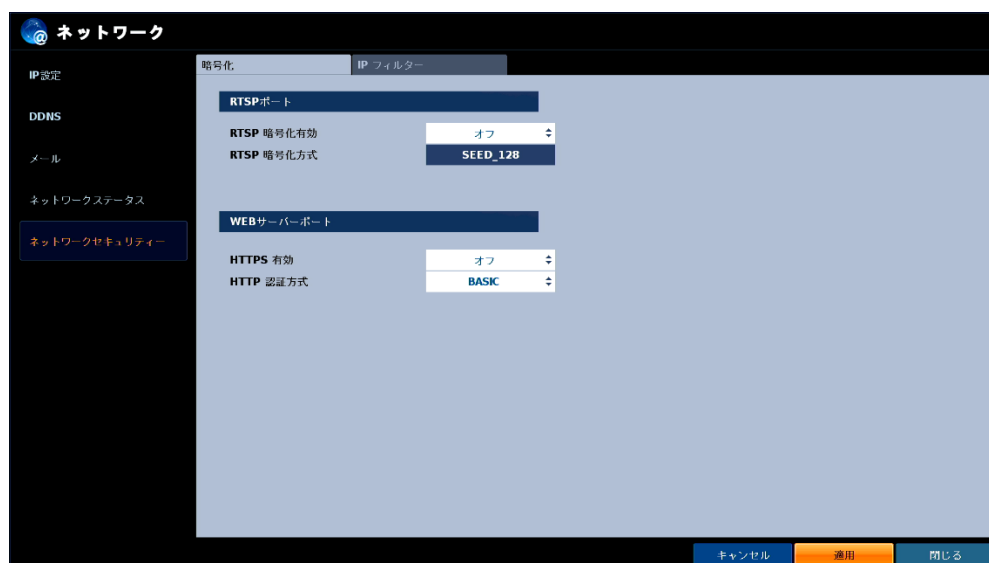 ネットワーク
IP設定
DDNS
メール
ネットワークステータス
ネットワークセキュリティー
暗号化
IP フィルター
RTSPポート
RTSP 暗号化有効 オフ
RTSP 暗号化方式 SEED_128
WEBサーバーポート
HTTPS 有効 オフ
HTTP 認証方式 BASIC
キャンセル 適用 閉じる